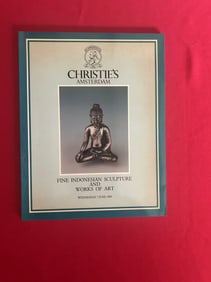 CHRISTIE'S
AMSTERDAM
FINE INDONESIAN SCULPTURE
AND
WORKS OF ART